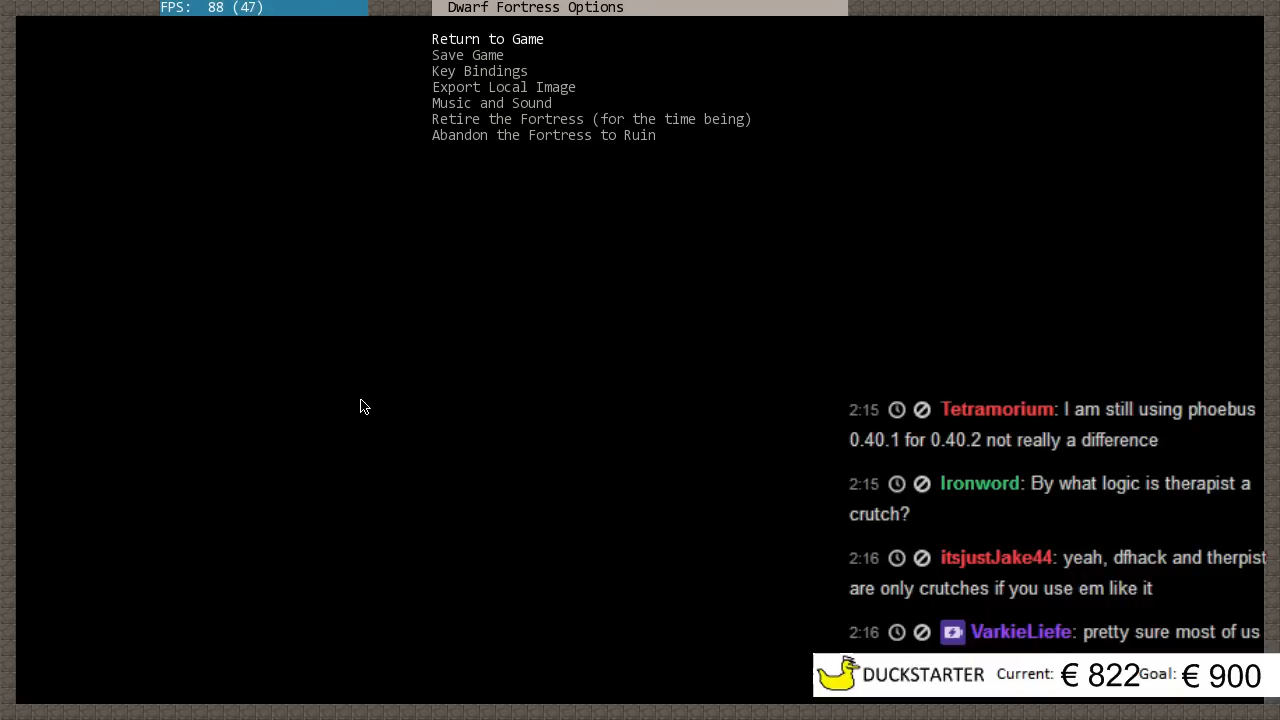 FPS: 88 (47)
Dwarf Fortress Options
Return to Game
Save Game
Key Bindings
Export Local Image
Music and Sound
Retire the Fortress (for the time being)
Abandon the Fortress to Ruin
2:15 Tetramorium: I am still using phoebus
0.40.1 for 0.40.2 not really a difference
2:15 Ironword: By what logic is therapist a
crutch?
2:16 itsjustJake44: yeah, dfhack and therpist
are only crutches if you use em like it
2:16 VarkieLiefe: pretty sure most of us
DUCKSTARTER Current: € 822 Goal: € 900